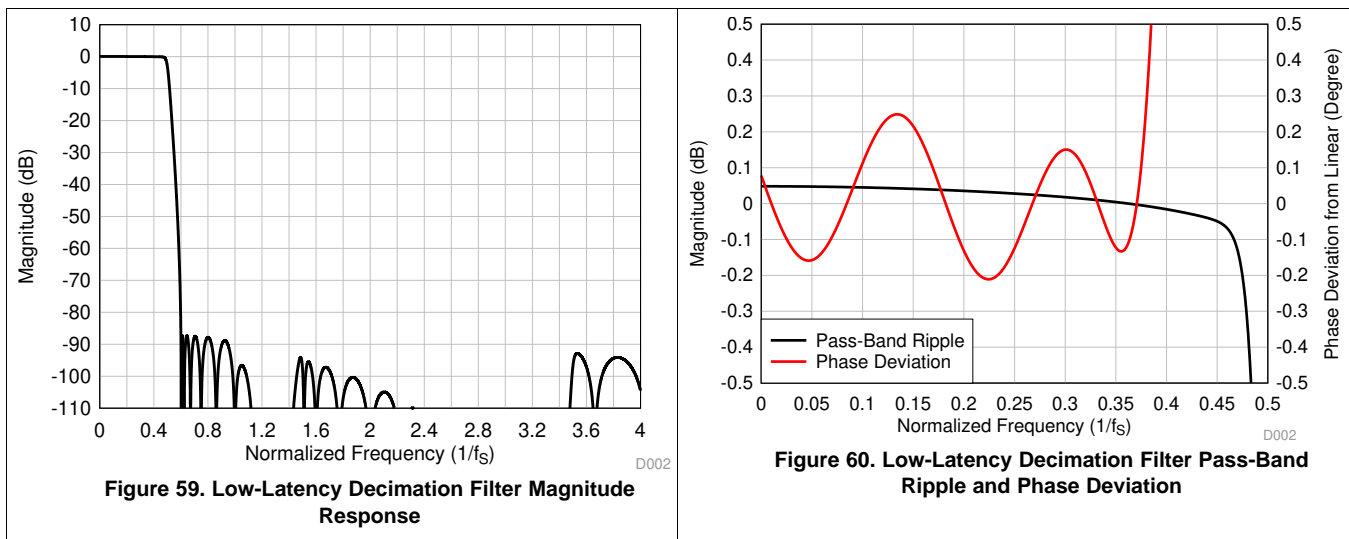 10
0
-10
-20
-30
-40
-50
-60
-70
-80
-90
-100
-110
Magnitude (dB)
0 0.4 0.8 1.2 1.6 2 2.4 2.8 3.2 3.6 4
Normalized Frequency (1/fS)
D002
Figure 59. Low-Latency Decimation Filter Magnitude
Response
0.5
0.4
0.3
0.2
0.1
0
-0.1
-0.2
-0.3
-0.4
-0.5
Magnitude (dB)
0.5
0.4
0.3
0.2
0.1
0
-0.1
-0.2
-0.3
-0.4
-0.5
Phase Deviation from Linear (Degree)
Pass-Band Ripple
Phase Deviation
0 0.05 0.1 0.15 0.2 0.25 0.3 0.35 0.4 0.45 0.5
Normalized Frequency (1/fS)
D002
Figure 60. Low-Latency Decimation Filter Pass-Band
Ripple and Phase Deviation